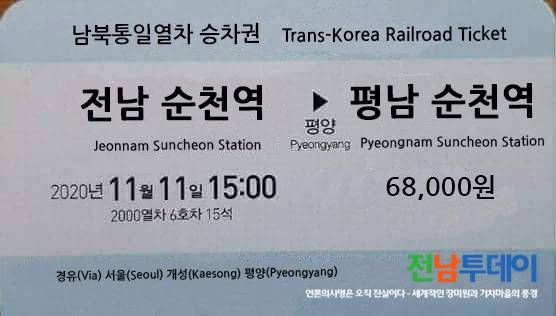 남북통일열차 승차권 Trans-Korea Railroad Ticket
전남 순천역 ▶ 평남 순천역
평양
Jeonnam Suncheon Station Pyeongyang Pyeongnam Suncheon Station
2020년 11월 11일 15:00 68,000원
2000열차 6호차 15석
경유(Via) 서울(Seoul) 개성(Kaesong) 평양(Pyeongyang)
전남투데이
언론의사명은 오직 진실이다 - 세계적인 장미원과 기차마을의 풍경